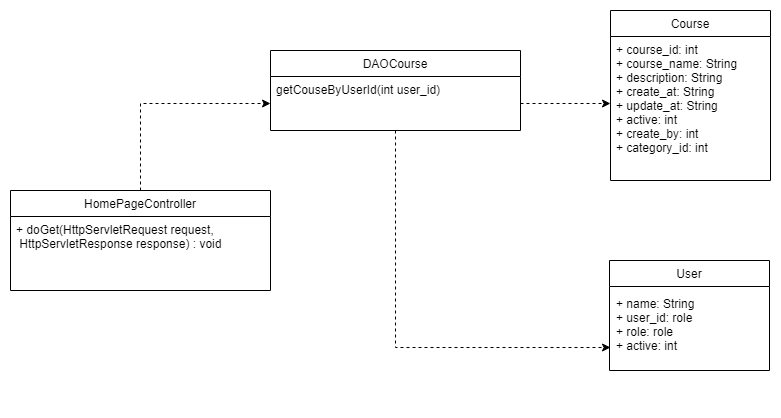 Course
+ course_id: int
+ course_name: String
+ description: String
+ create_at: String
+ update_at: String
+ active: int
+ create_by: int
+ category_id: int
DAOCourse
getCouseByUserId(int user_id)
HomePageController
+ doGet(HttpServletRequest request,
HttpServletResponse response) : void
User
+ name: String
+ user_id: role
+ role: role
+ active: int